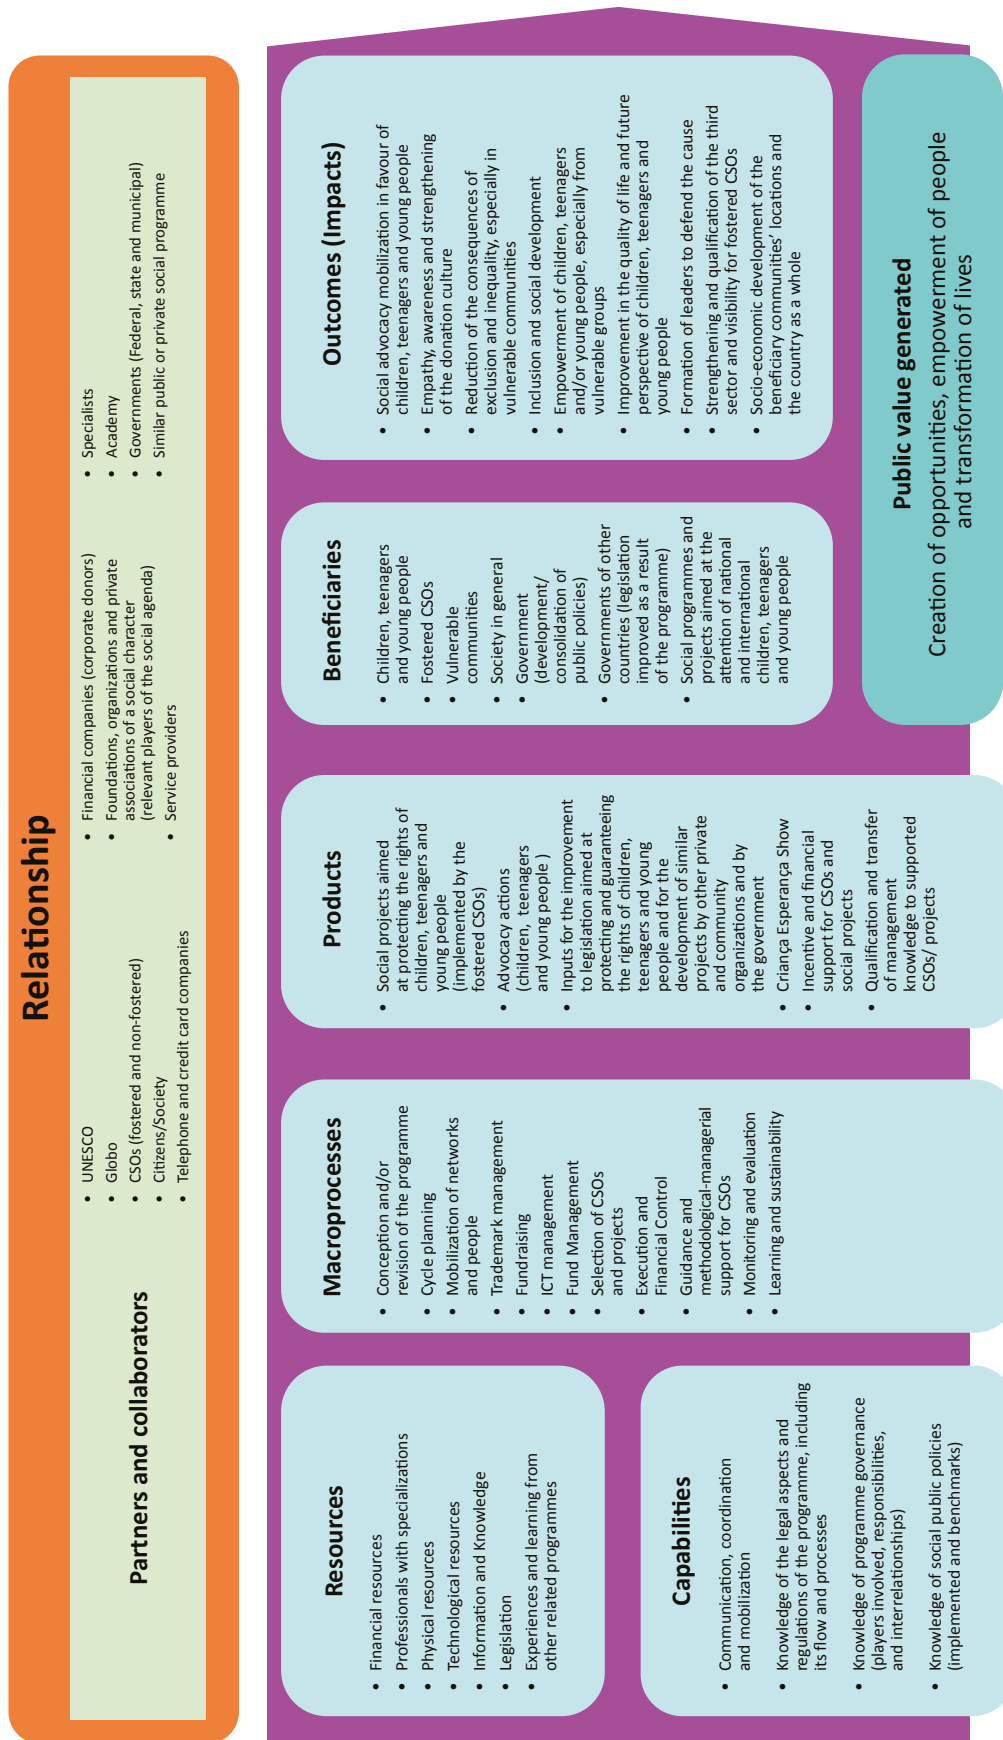 Relationship
Partners and collaborators
• UNESCO
• Globo
• CSOs (fostered and non-fostered)
• Citizens/Society
• Telephone and credit card companies
• Financial companies (corporate donors)
• Foundations, organizations and private
associations of a social character
(relevant players of the social agenda)
• Service providers
• Specialists
• Academy
• Governments (Federal, state and municipal)
• Similar public or private social programme
Resources
• Financial resources
• Professionals with specializations
• Physical resources
• Technological resources
• Information and Knowledge
• Legislation
• Experiences and learning from
other related programmes
Capabilities
• Communication, coordination
and mobilization
• Knowledge of the legal aspects and
regulations of the programme, including
its flow and processes
• Knowledge of programme governance
(players involved, responsibilities,
and interrelationships)
• Knowledge of social public policies
(implemented and benchmarks)
Macroprocesses
• Conception and/or
revision of the programme
• Cycle planning
• Mobilization of networks
and people
• Trademark management
• Fundraising
• ICT management
• Fund Management
• Selection of CSOs
and projects
• Execution and
Financial Control
• Guidance and
methodological-managerial
support for CSOs
• Monitoring and evaluation
• Learning and sustainability
Products
• Social projects aimed
at protecting the rights of
children, teenagers and
young people
(implemented by the
fostered CSOs)
• Advocacy actions
(children, teenagers
and young people )
• Inputs for the improvement
to legislation aimed at
protecting and guaranteeing
the rights of children,
teenagers and young
people and for the
development of similar
projects by other private
and community
organizations and by
the government
• Criança Esperança Show
• Incentive and financial
support for CSOs and
social projects
• Qualification and transfer
of management
knowledge to supported
CSOs/ projects
Beneficiaries
• Children, teenagers
and young people
• Fostered CSOs
• Vulnerable
communities
• Society in general
• Government
(development/
consolidation of
public policies)
• Governments of other
countries (legislation
improved as a result
of the programme)
• Social programmes and
projects aimed at the
attention of national
and international
children, teenagers
and young people
Outcomes (Impacts)
• Social advocacy mobilization in favour of
children, teenagers and young people
• Empathy, awareness and strengthening
of the donation culture
• Reduction of the consequences of
exclusion and inequality, especially in
vulnerable communities
• Inclusion and social development
• Empowerment of children, teenagers
and/or young people, especially from
vulnerable groups
• Improvement in the quality of life and future
perspective of children, teenagers and
young people
• Formation of leaders to defend the cause
• Strengthening and qualification of the third
sector and visibility for fostered CSOs
• Socio-economic development of the
beneficiary communities’ locations and
the country as a whole
Public value generated
Creation of opportunities, empowerment of people
and transformation of lives